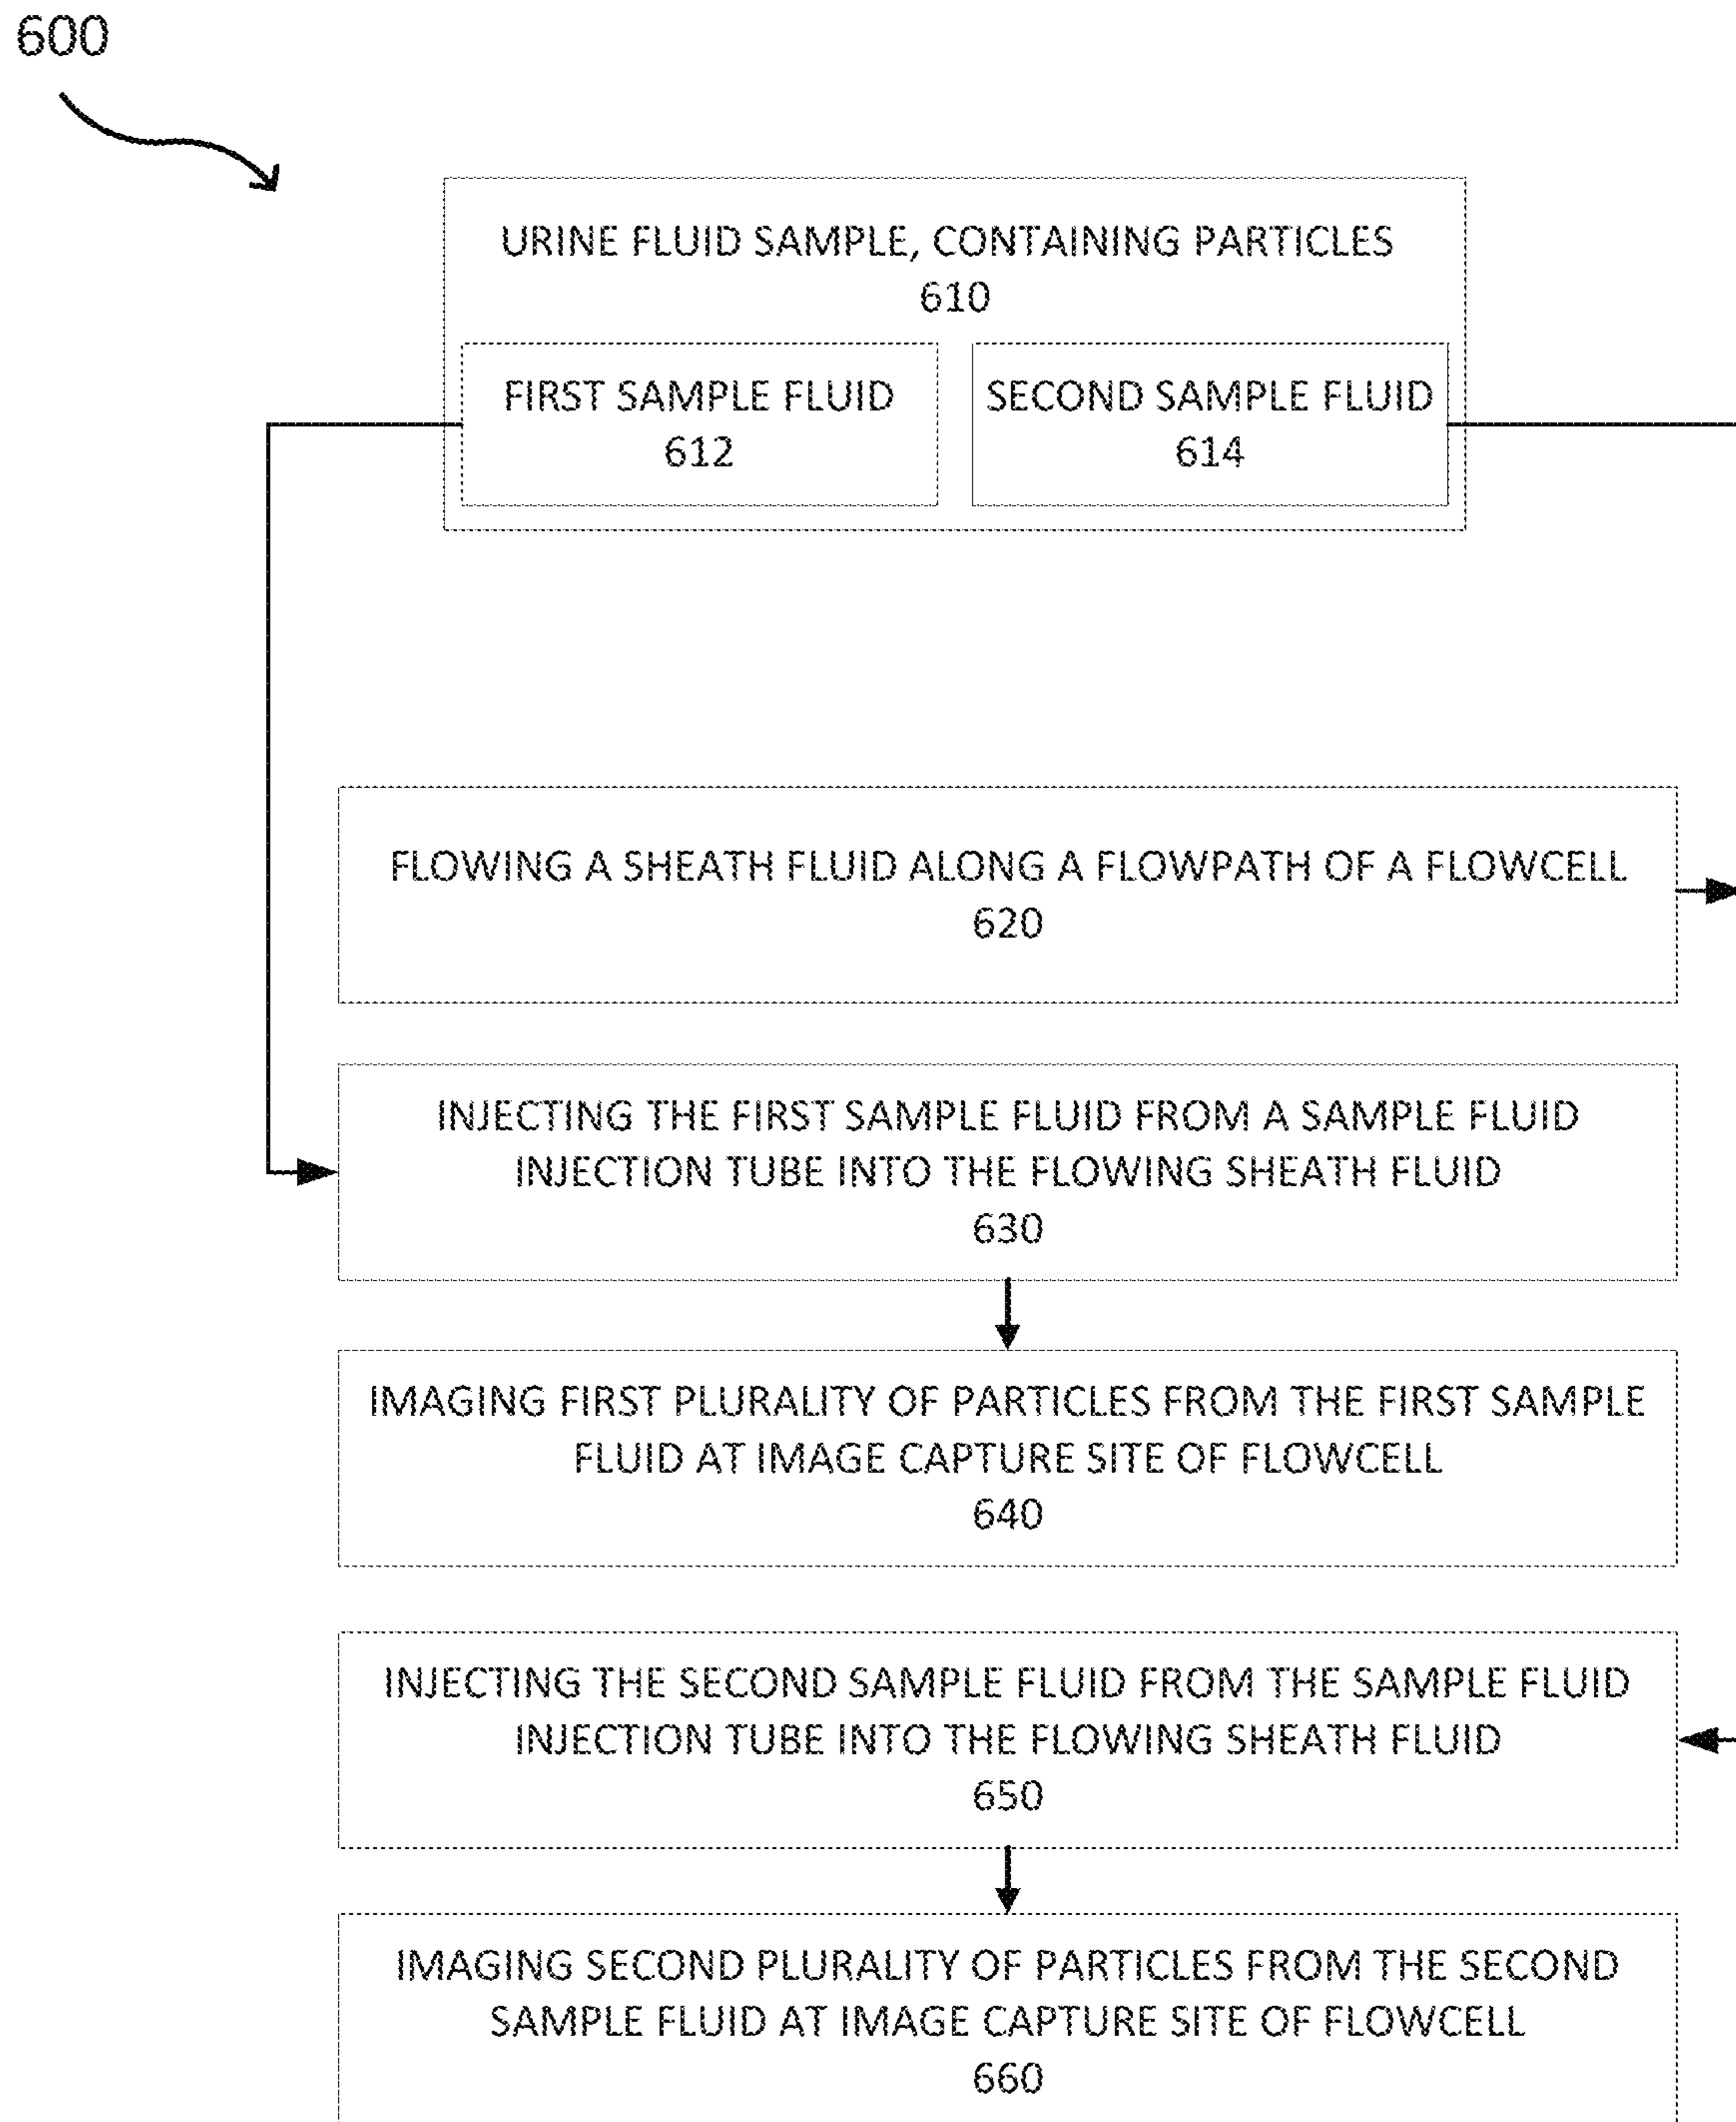 600
URINE FLUID SAMPLE, CONTAINING PARTICLES
610
FIRST SAMPLE FLUID
612
SECOND SAMPLE FLUID
614
FLOWING A SHEATH FLUID ALONG A FLOWPATH OF A FLOWCELL
620
INJECTING THE FIRST SAMPLE FLUID FROM A SAMPLE FLUID
INJECTION TUBE INTO THE FLOWING SHEATH FLUID
630
IMAGING FIRST PLURALITY OF PARTICLES FROM THE FIRST SAMPLE
FLUID AT IMAGE CAPTURE SITE OF FLOWCELL
640
INJECTING THE SECOND SAMPLE FLUID FROM THE SAMPLE FLUID
INJECTION TUBE INTO THE FLOWING SHEATH FLUID
650
IMAGING SECOND PLURALITY OF PARTICLES FROM THE SECOND
SAMPLE FLUID AT IMAGE CAPTURE SITE OF FLOWCELL
660